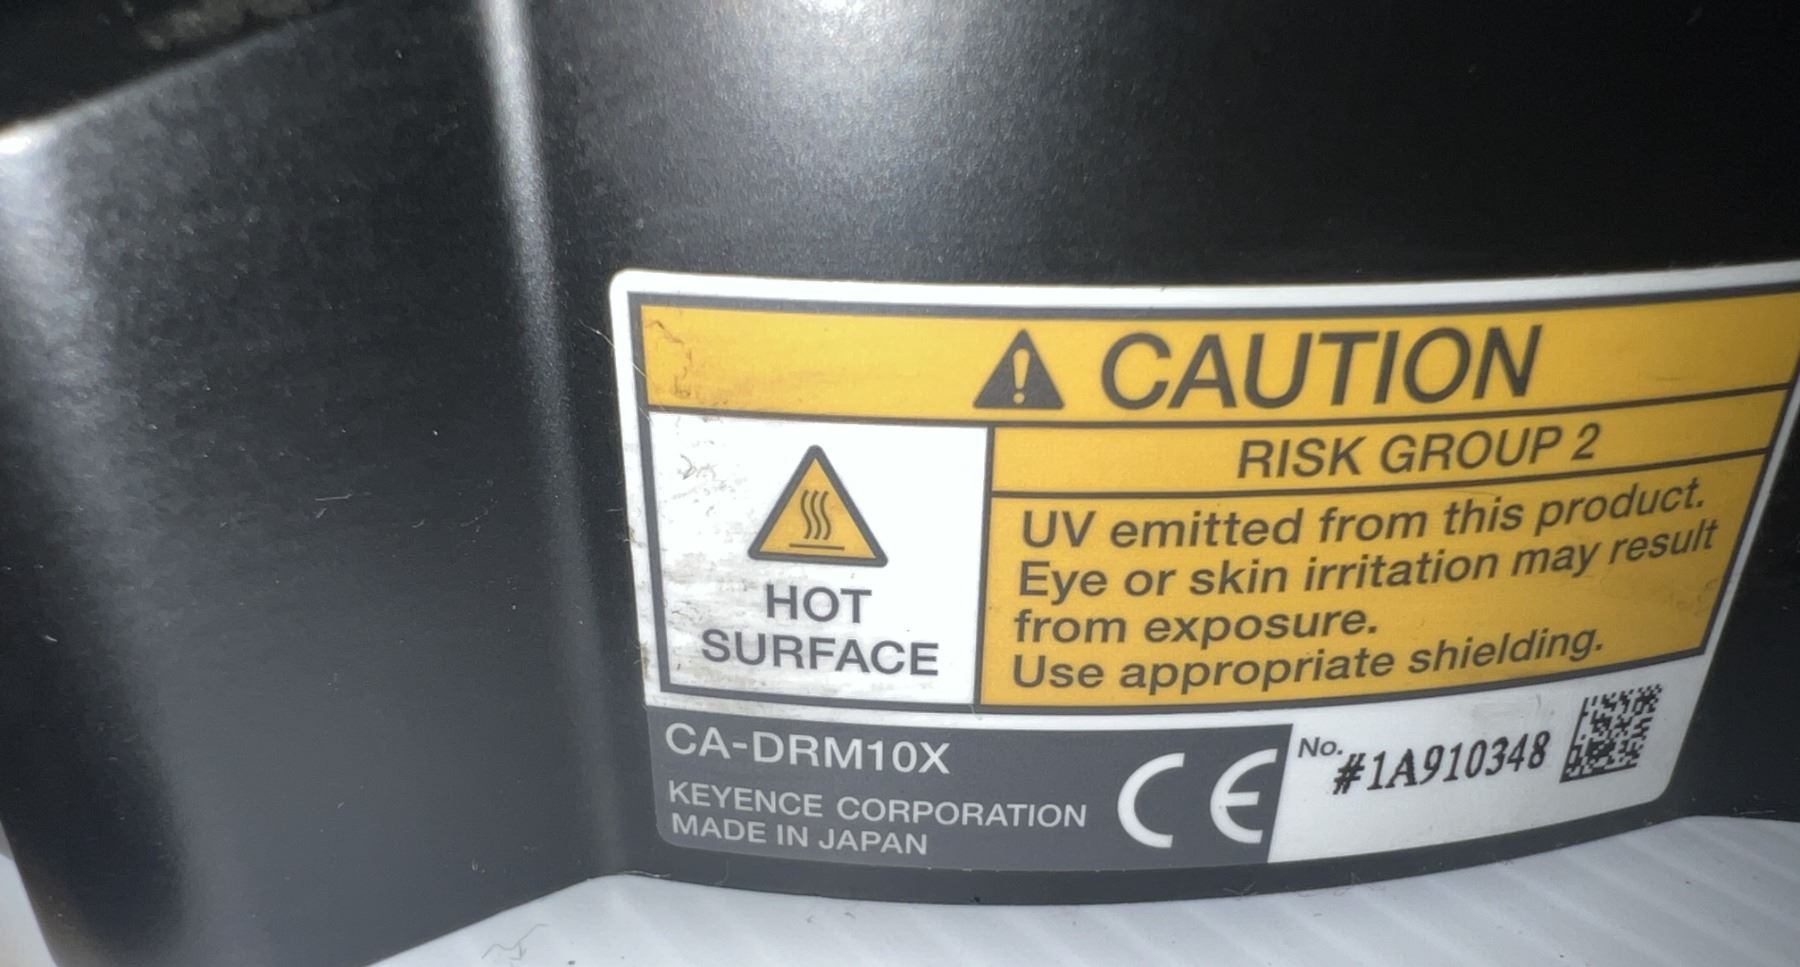 CAUTION
RISK GROUP 2
UV emitted from this product.
Eye or skin irritation may result
from exposure.
Use appropriate shielding.
HOT
SURFACE
CA-DRM10X
KEYENCE CORPORATION
MADE IN JAPAN
CE
No. #1A910348